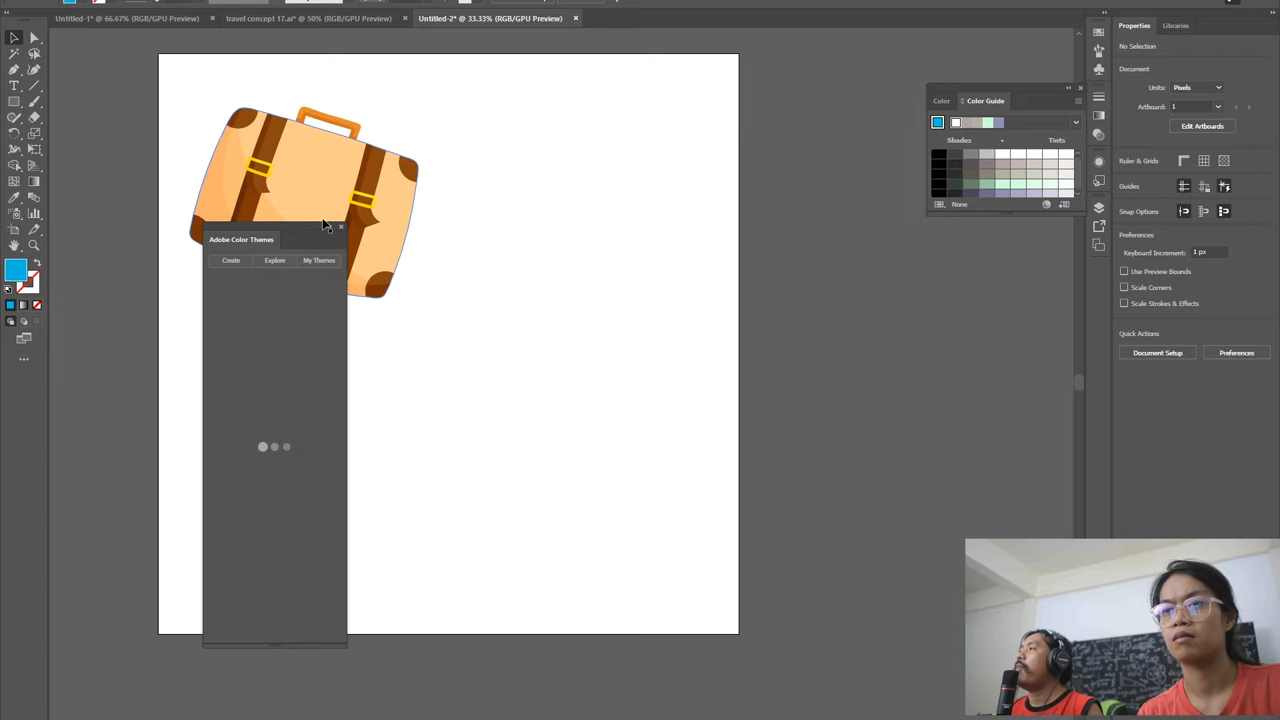 Untitled-1* @ 66.67% (RGB/GPU Preview) × travel concept 17.ai* @ 50% (RGB/GPU Preview) × Untitled-2* @ 33.33% (RGB/GPU Preview) ×
Properties Libraries
No Selection
Document
Units: Pixels
Artboard: 1
Edit Artboards
Color Color Guide
Shades Tints
None
Ruler & Grids
Guides
Snap Options
Preferences
Keyboard Increment: 1 px
Use Preview Bounds
Scale Corners
Scale Strokes & Effects
Quick Actions
Document Setup Preferences
Adobe Color Themes
Create Explore My Themes